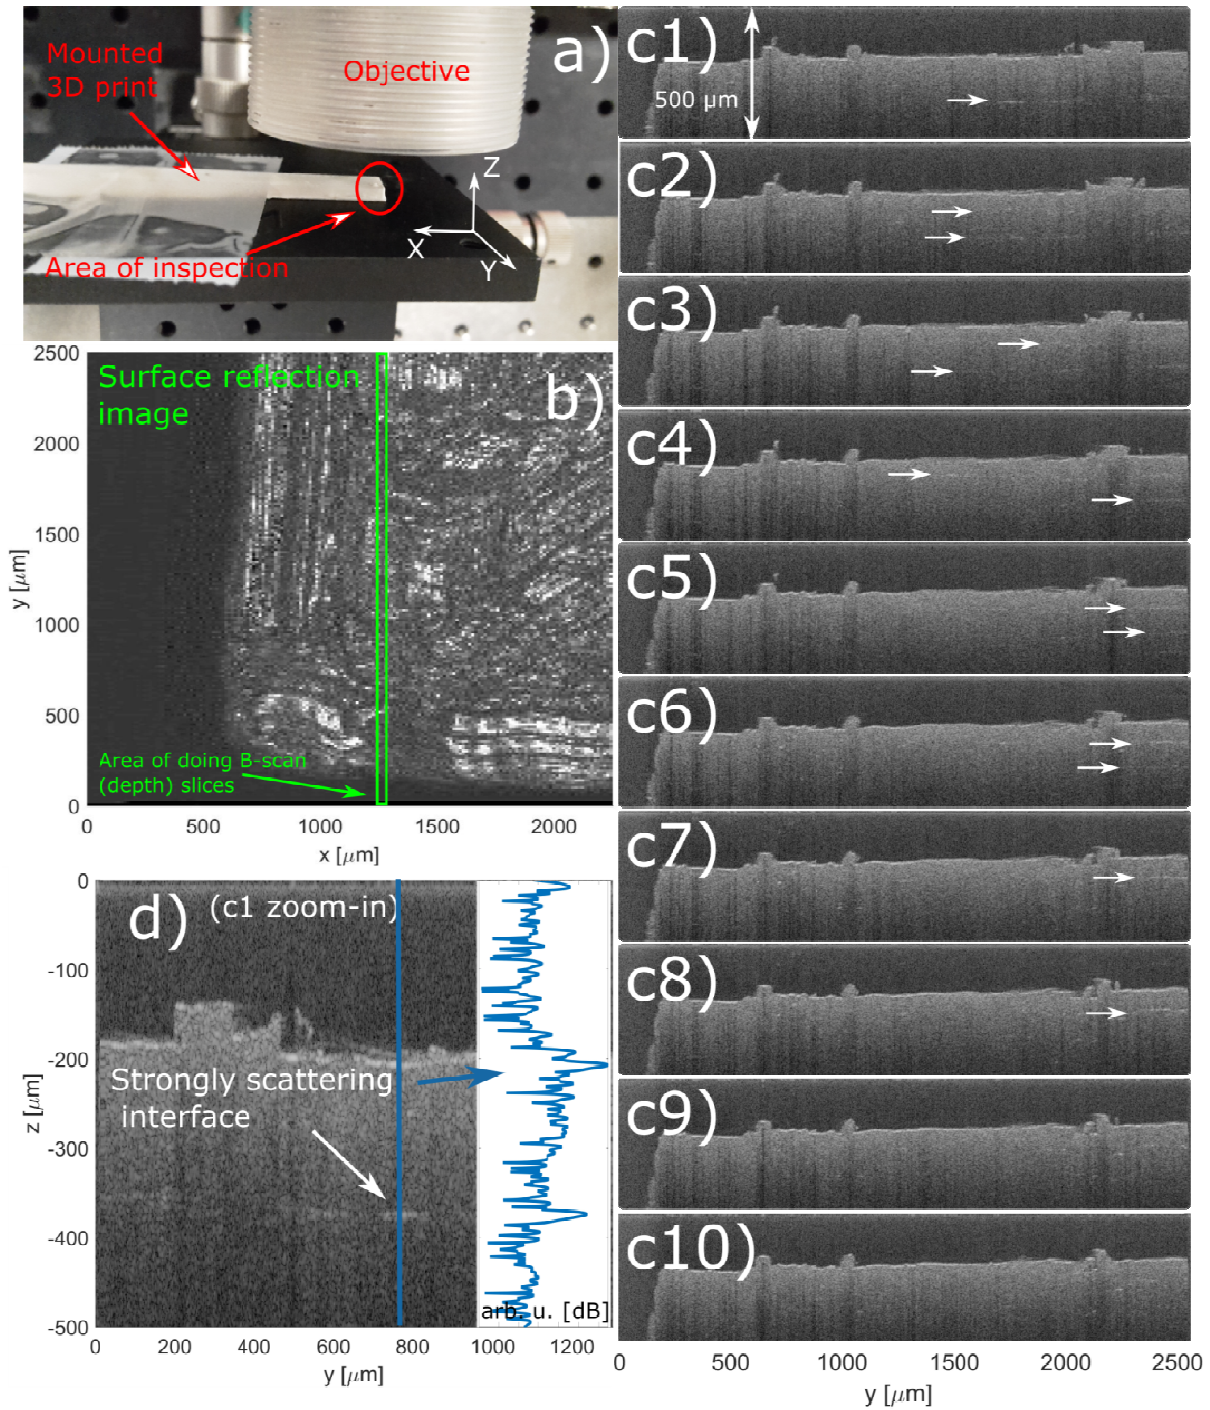 a)
Mounted
3D print
Objective
Z
X
Y
Area of inspection
b)
Surface reflection
image
Area of doing B-scan
(depth) slices
y [μm]
2500
2000
1500
1000
500
0
0 500 1000 1500 2000
x [μm]
d)
(c1 zoom-in)
Strongly scattering
interface
z [μm]
0
-100
-200
-300
-400
-500
0 200 400 600 800 1000 1200
arb. u. [dB]
y [μm]
c1)
500 μm
c2)
c3)
c4)
c5)
c6)
c7)
c8)
c9)
c10)
0 500 1000 1500 2000 2500
y [μm]